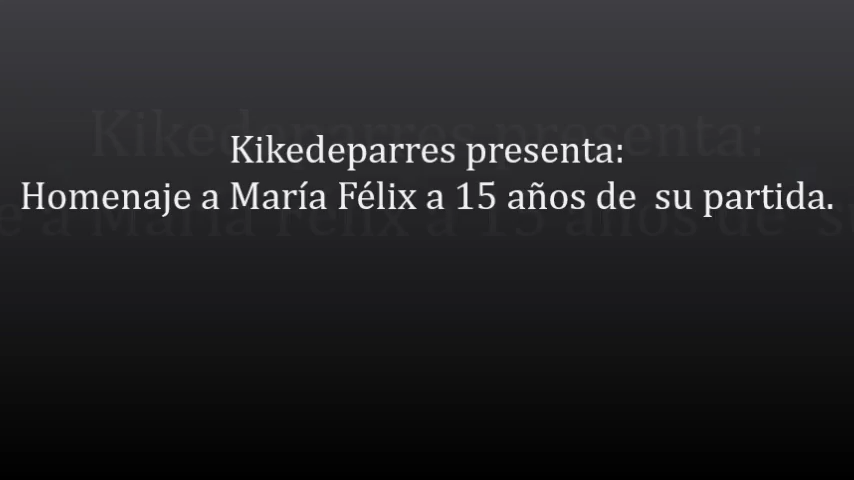 Kikedeparres presenta:
Homenaje a María Félix a 15 años de  su partida.